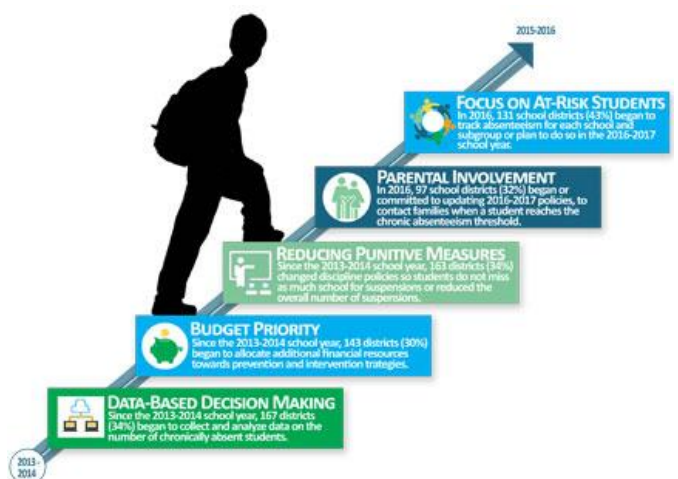 2015-2016
FOCUS ON AT-RISK STUDENTS
In 2016, 131 school districts (43%) began to
track absenteeism for each school and
subgroup or plan to do so in the 2016-2017
school year.
PARENTAL INVOLVEMENT
In 2016, 97 school districts (32%) began or
committed to updating 2016-2017 policies, to
contact families when a student reaches the
chronic absenteeism threshold.
REDUCING PUNITIVE MEASURES
Since the 2013-2014 school year, 163 districts (34%)
changed discipline policies so students do not miss
as much school for suspensions or reduced the
overall number of suspensions.
BUDGET PRIORITY
Since the 2013-2014 school year, 143 districts (30%)
began to allocate additional financial resources
towards prevention and intervention trategies.
DATA-BASED DECISION MAKING
Since the 2013-2014 school year, 167 districts
(34%) began to collect and analyze data on the
number of chronically absent students.
2013-
2014